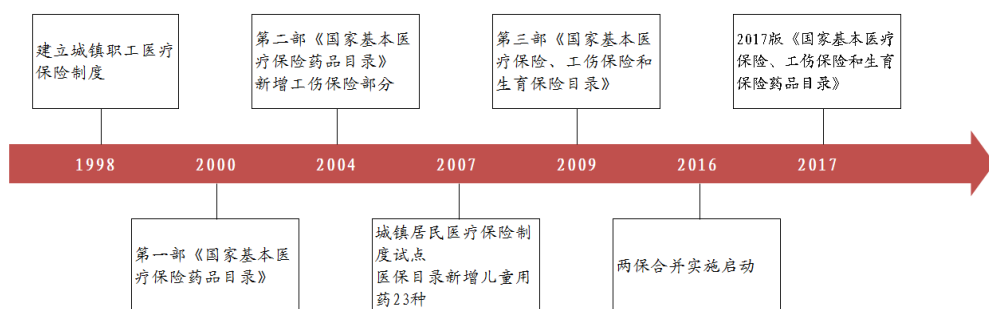 建立城镇职工医疗
保险制度
第二部《国家基本医
疗保险药品目录》
新增工伤保险部分
第三部《国家基本医
疗保险、工伤保险和
生育保险目录》
2017版《国家基本医疗
保险、工伤保险和生育
保险药品目录》
1998 2000 2004 2007 2009 2016 2017
第一部《国家基本医
疗保险药品目录》
城镇居民医疗保险制
度试点
医保目录新增儿童用
药23种
两保合并实施启动